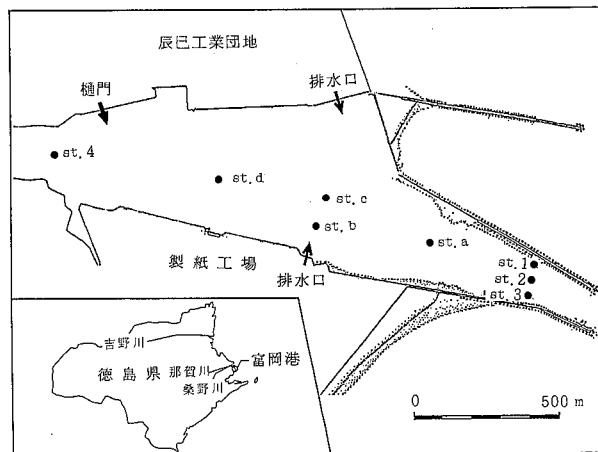 辰巳工業団地
樋門
排水口
st.4
st.d
st.c
st.b
st.a
製紙工場
排水口
st.1
st.2
st.3
吉野川
徳島県
那賀川
富岡港
桑野川
0 500 m